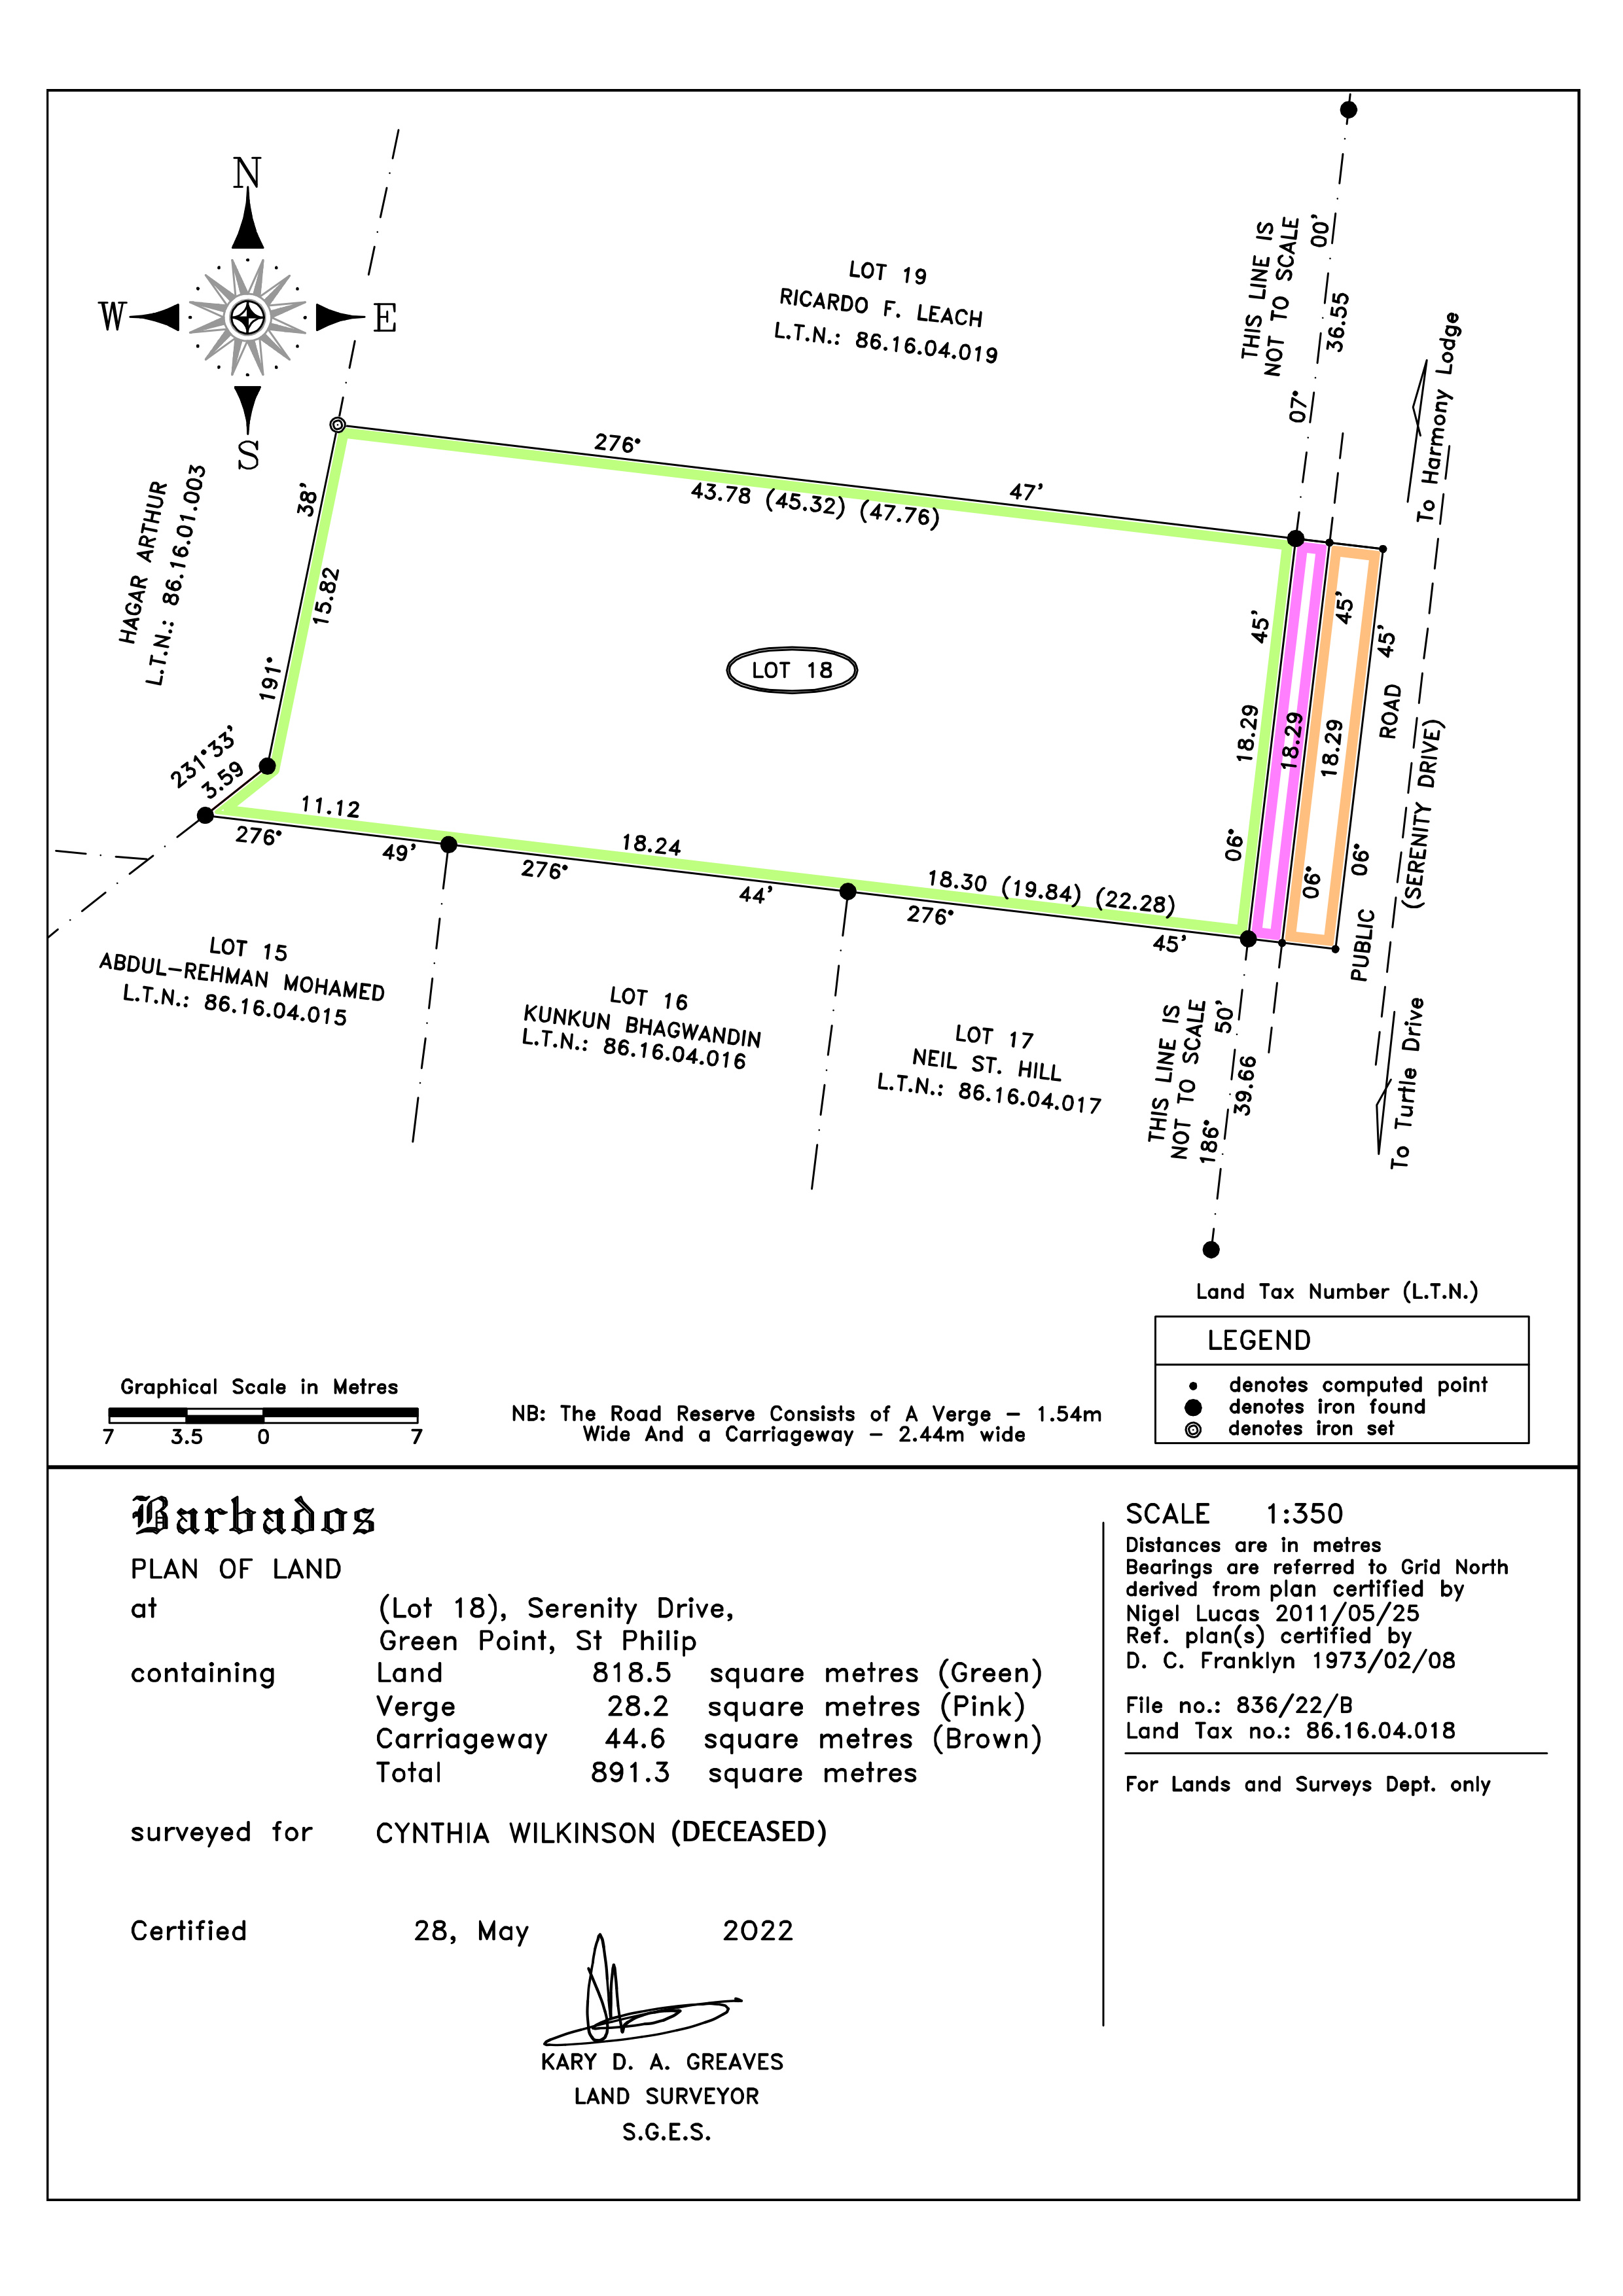 N
W
E
S
LOT 19
RICARDO F. LEACH
L.T.N.: 86.16.04.019
THIS LINE IS
NOT TO SCALE
07° 00'
36.55
To Harmony Lodge
HAGAR ARTHUR
L.T.N.: 86.16.01.003
191° 38'
15.82
276° 47'
43.78 (45.32) (47.76)
LOT 18
06° 45'
18.29
18.29
06° 45'
18.29
06° 45'
PUBLIC ROAD
(SERENITY DRIVE)
231°33'
3.59
11.12
276° 49'
18.24
276° 44'
18.30 (19.84) (22.28)
276° 45'
LOT 15
ABDUL-REHMAN MOHAMED
L.T.N.: 86.16.04.015
LOT 16
KUNKUN BHAGWANDIN
L.T.N.: 86.16.04.016
LOT 17
NEIL ST. HILL
L.T.N.: 86.16.04.017
THIS LINE IS
NOT TO SCALE
186° 50'
39.66
To Turtle Drive
Land Tax Number (L.T.N.)
LEGEND
denotes computed point
denotes iron found
denotes iron set
Graphical Scale in Metres
7 3.5 0 7
NB: The Road Reserve Consists of A Verge - 1.54m
Wide And a Carriageway - 2.44m wide
Barbados
PLAN OF LAND
at (Lot 18), Serenity Drive,
Green Point, St Philip
containing Land 818.5 square metres (Green)
Verge 28.2 square metres (Pink)
Carriageway 44.6 square metres (Brown)
Total 891.3 square metres
surveyed for CYNTHIA WILKINSON (DECEASED)
Certified 28, May 2022
KARY D. A. GREAVES
LAND SURVEYOR
S.G.E.S.
SCALE 1:350
Distances are in metres
Bearings are referred to Grid North
derived from plan certified by
Nigel Lucas 2011/05/25
Ref. plan(s) certified by
D. C. Franklyn 1973/02/08
File no.: 836/22/B
Land Tax no.: 86.16.04.018
For Lands and Surveys Dept. only